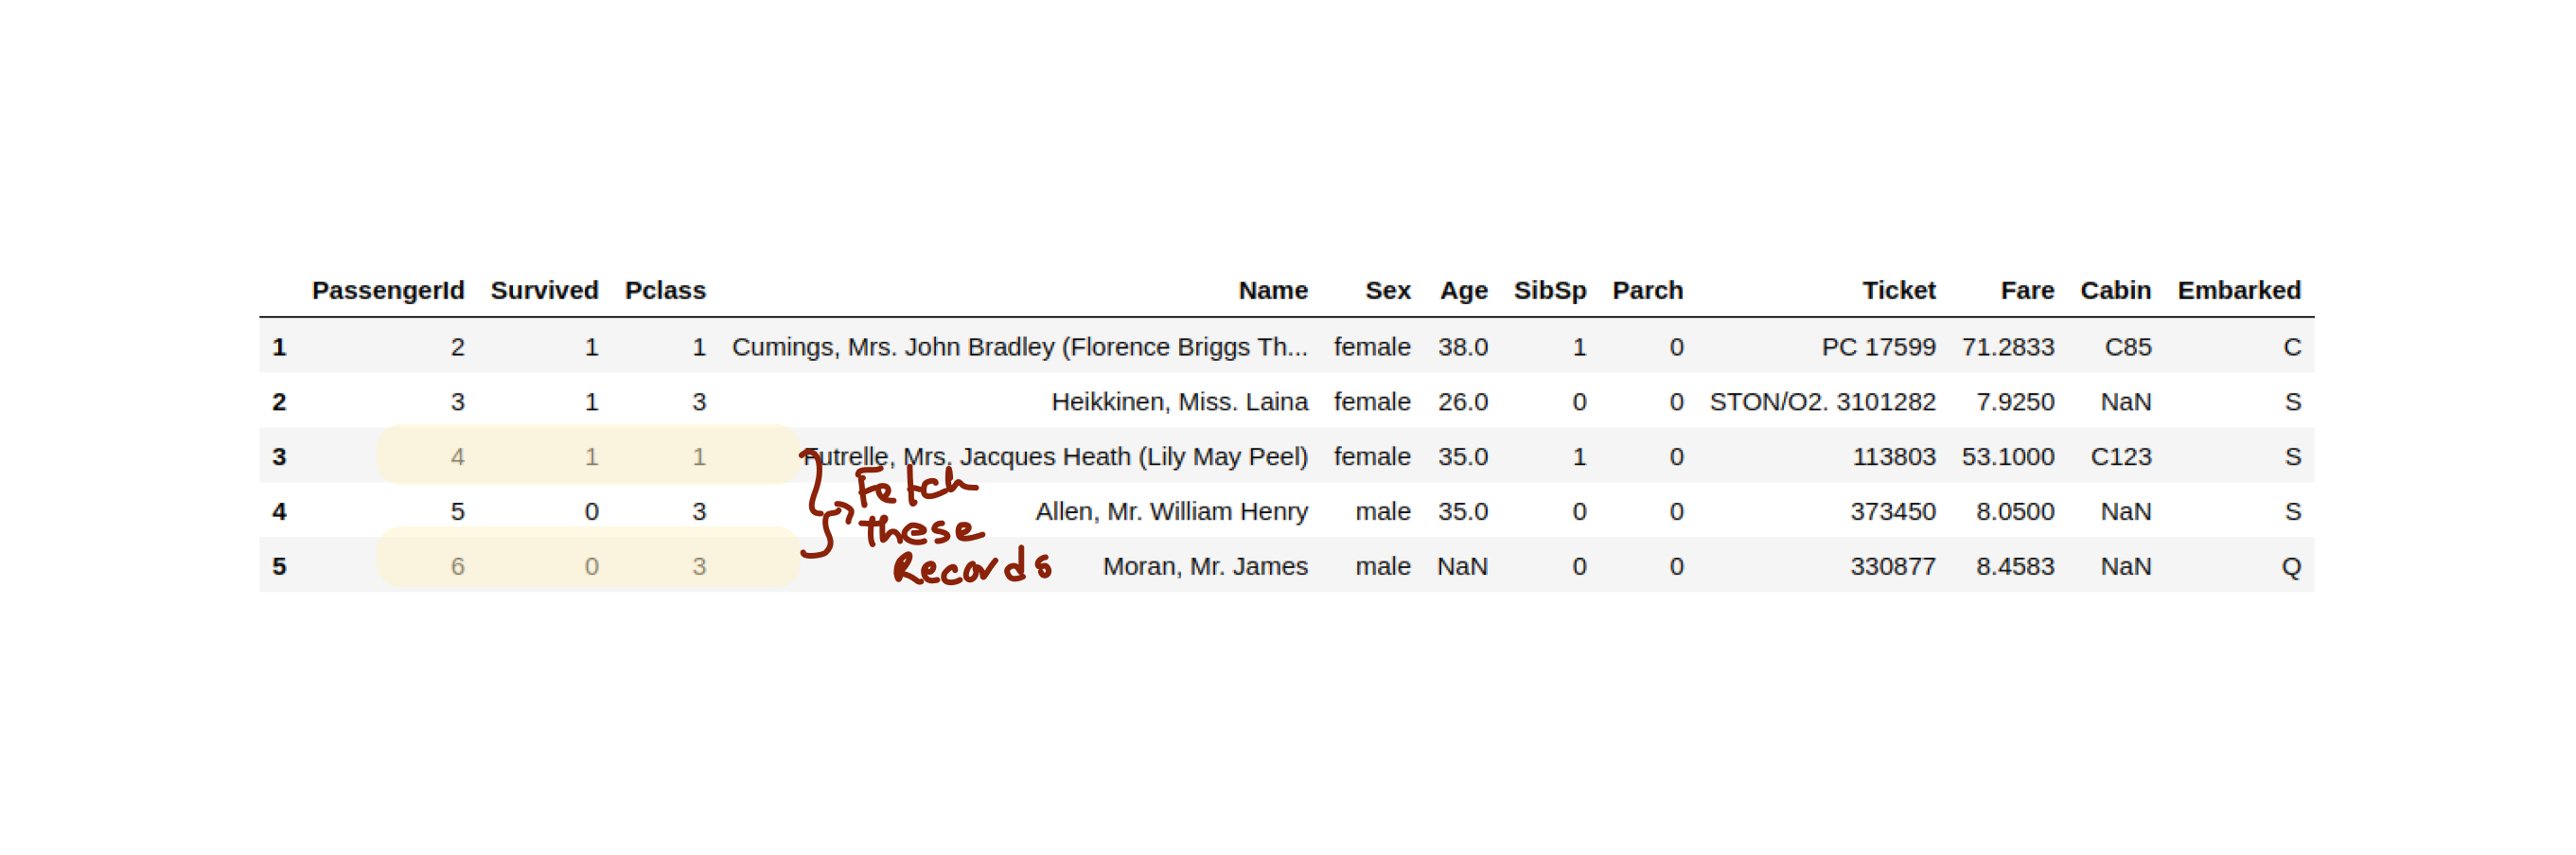 PassengerId Survived Pclass Name Sex Age SibSp Parch Ticket Fare Cabin Embarked
1 2 1 1 Cumings, Mrs. John Bradley (Florence Briggs Th... female 38.0 1 0 PC 17599 71.2833 C85 C
2 3 1 3 Heikkinen, Miss. Laina female 26.0 0 0 STON/O2. 3101282 7.9250 NaN S
3 4 1 1 Futrelle, Mrs. Jacques Heath (Lily May Peel) female 35.0 1 0 113803 53.1000 C123 S
4 5 0 3 Allen, Mr. William Henry male 35.0 0 0 373450 8.0500 NaN S
5 6 0 3 Moran, Mr. James male NaN 0 0 330877 8.4583 NaN Q
Fetch
these
Records